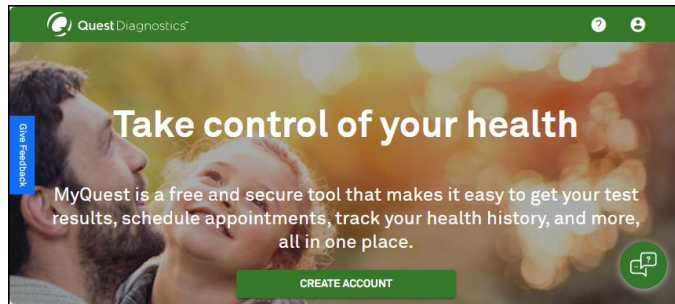 Quest Diagnostics™
Give Feedback
Take control of your health
MyQuest is a free and secure tool that makes it easy to get your test
results, schedule appointments, track your health history, and more,
all in one place.
CREATE ACCOUNT